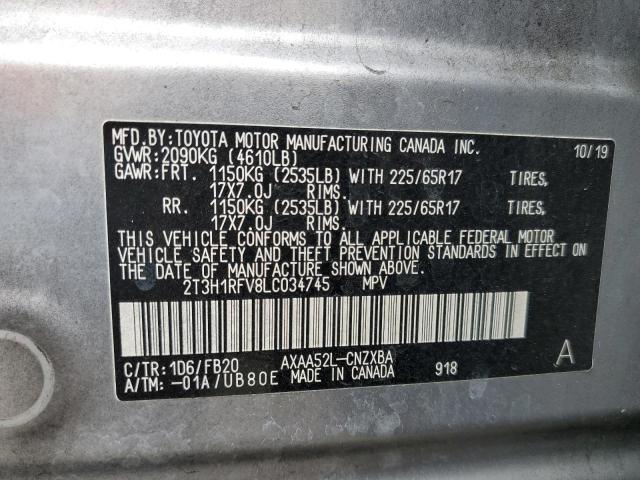 MFD.BY:TOYOTA MOTOR MANUFACTURING CANADA INC. 10/19
GVWR:2090KG (4610LB)
GAWR:FRT. 1150KG (2535LB) WITH 225/65R17 TIRES,
17X7.0J RIMS.
RR. 1150KG (2535LB) WITH 225/65R17 TIRES,
17X7.0J RIMS.
THIS VEHICLE CONFORMS TO ALL APPLICABLE FEDERAL MOTOR
VEHICLE SAFETY AND THEFT PREVENTION STANDARDS IN EFFECT ON
THE DATE OF MANUFACTURE SHOWN ABOVE.
2T3H1RFV8LC034745 MPV
C/TR:1D6/FB20 AXAA52L-CNZXBA A
A/TM:-01A/UB80E MADE IN CANADA 918